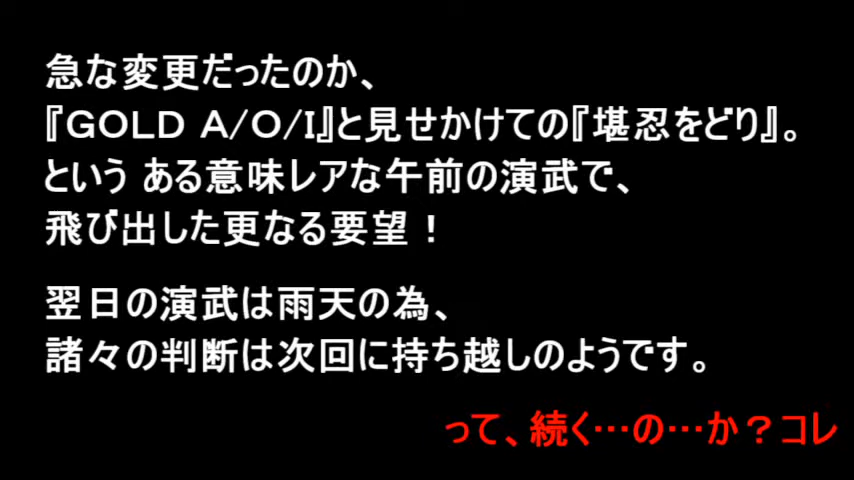 急な変更だったのか、
『GOLD A/O/I』と見せかけての『堪忍をどり』。
という ある意味レアな午前の演武で、
飛び出した更なる要望！
翌日の演武は雨天の為、
諸々の判断は次回に持ち越しのようです。
って、続く…の…か？コレ